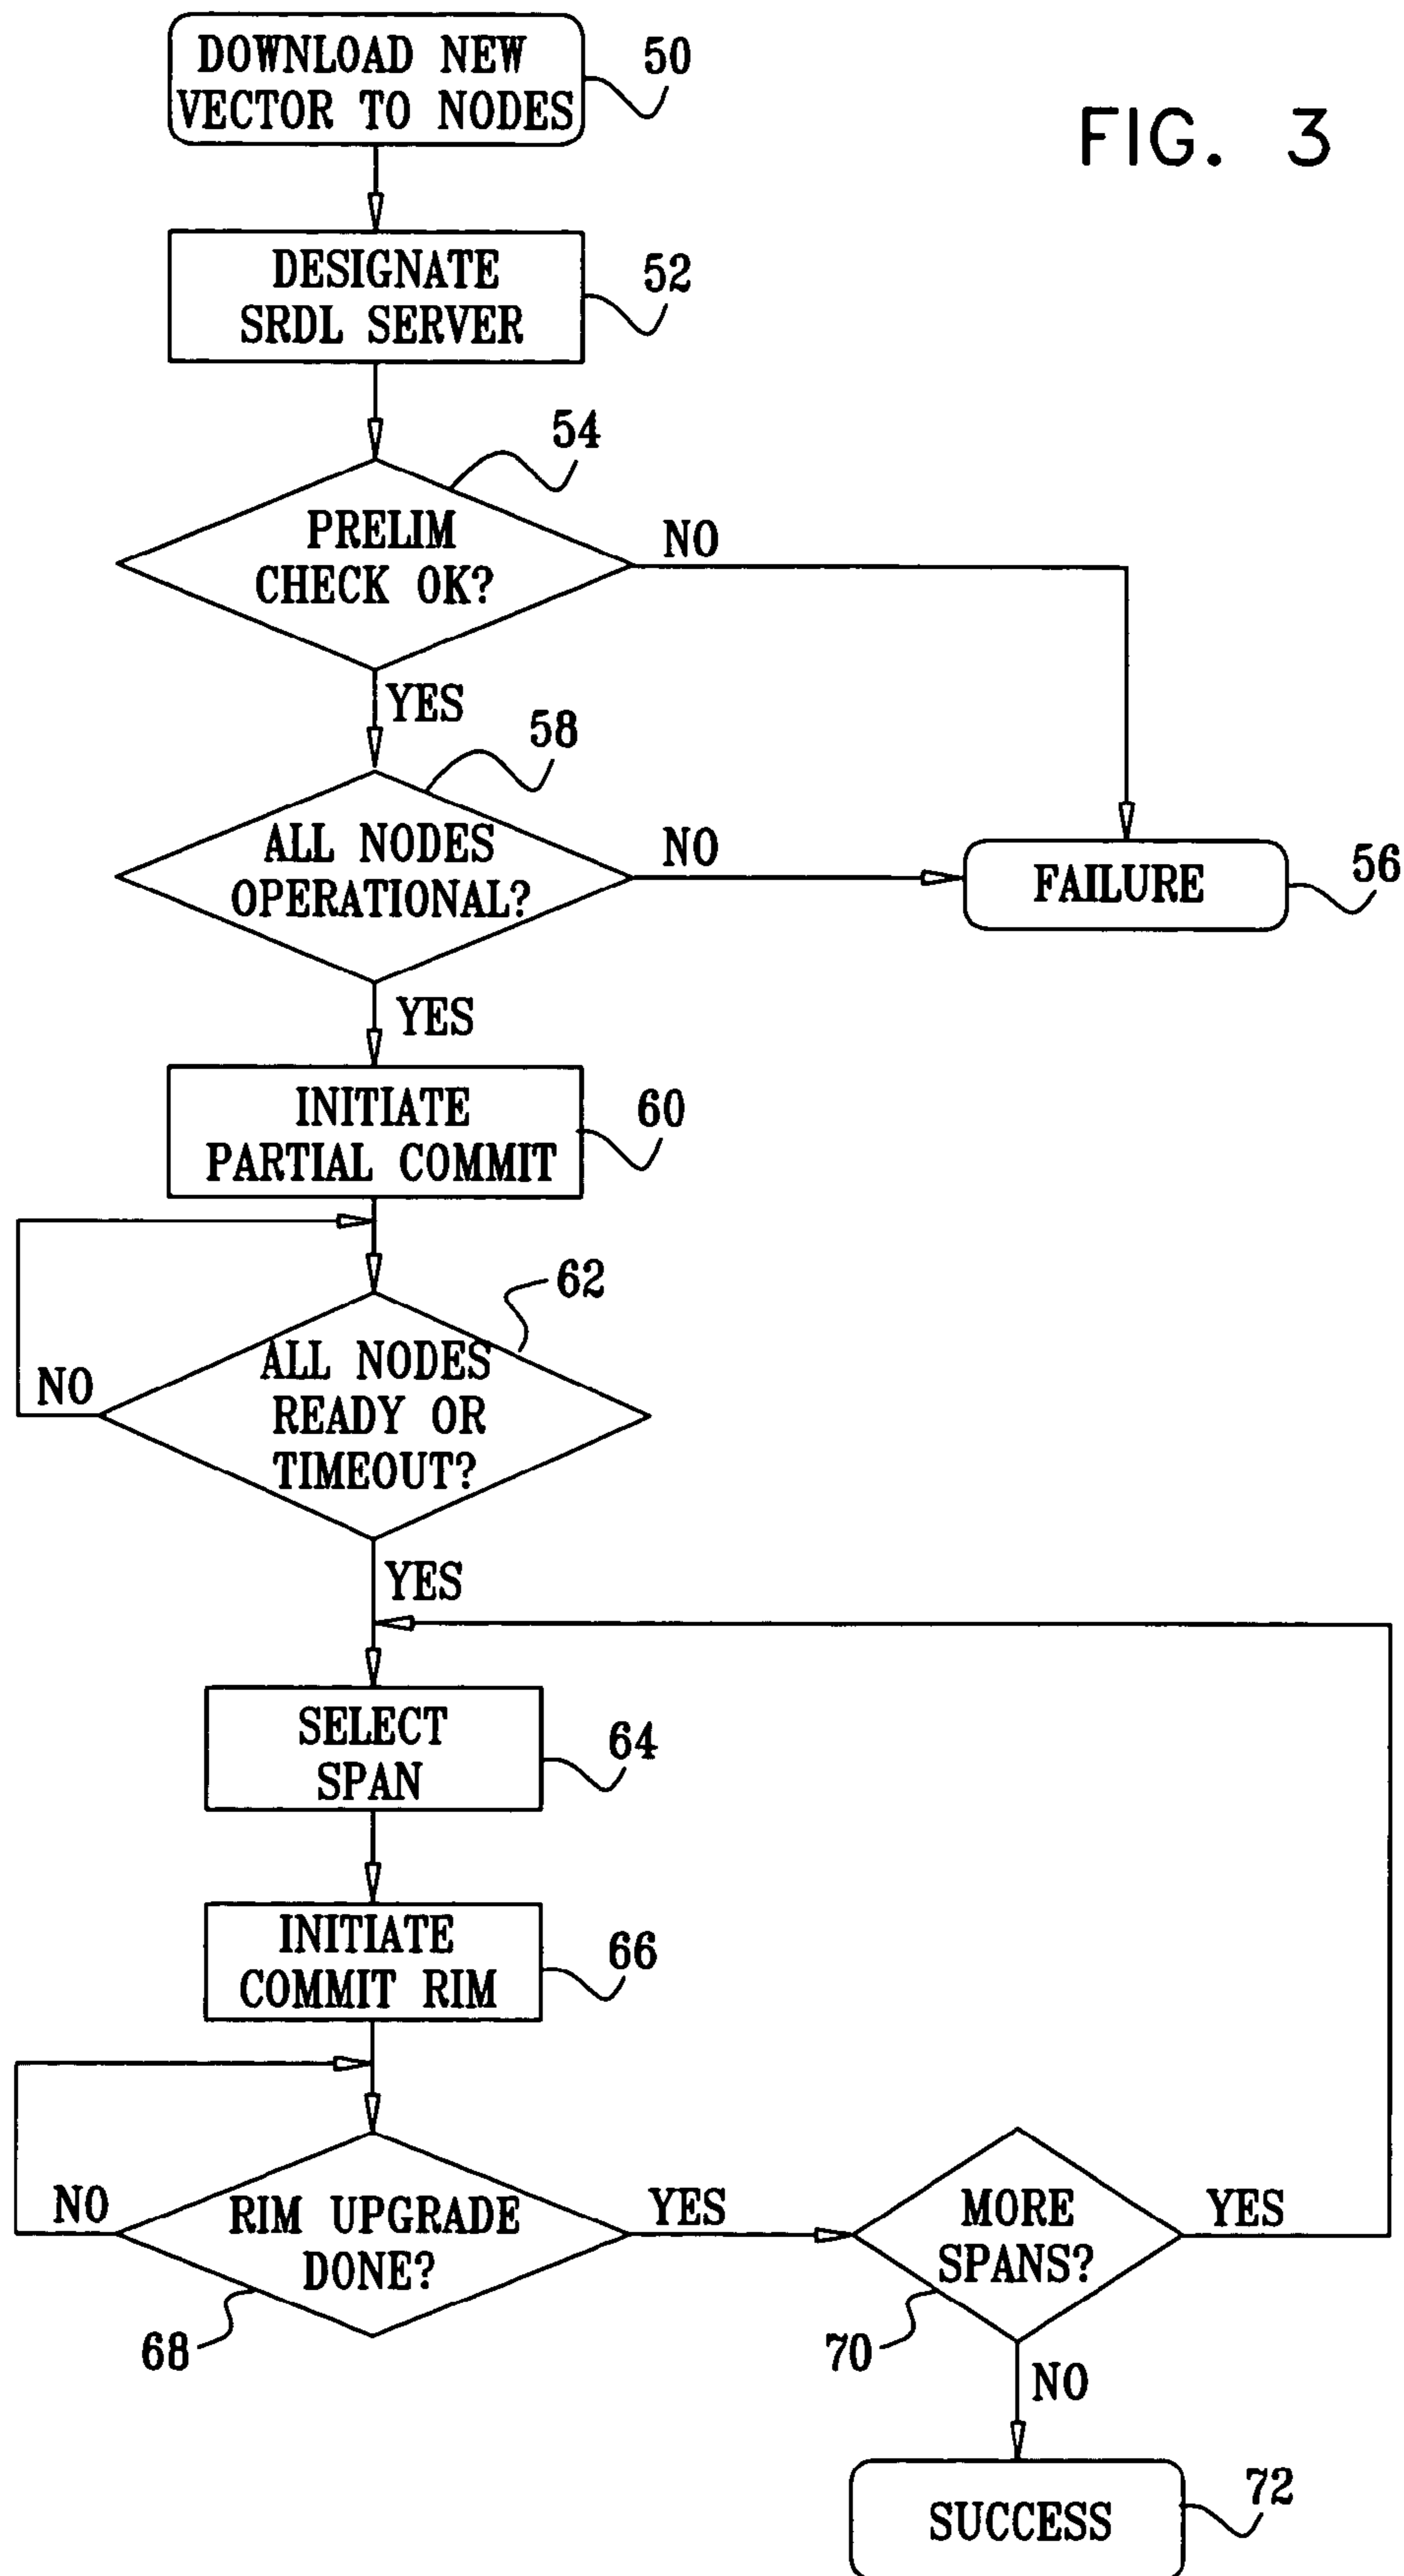 DOWNLOAD NEW
VECTOR TO NODES
50
FIG. 3
DESIGNATE
SRDL SERVER
52
54
PRELIM
CHECK OK?
NO
YES
58
ALL NODES
OPERATIONAL?
NO
FAILURE
56
YES
INITIATE
PARTIAL COMMIT
60
62
ALL NODES
READY OR
TIMEOUT?
NO
YES
SELECT
SPAN
64
INITIATE
COMMIT RIM
66
RIM UPGRADE
DONE?
NO
YES
68
MORE
SPANS?
YES
70
NO
SUCCESS
72